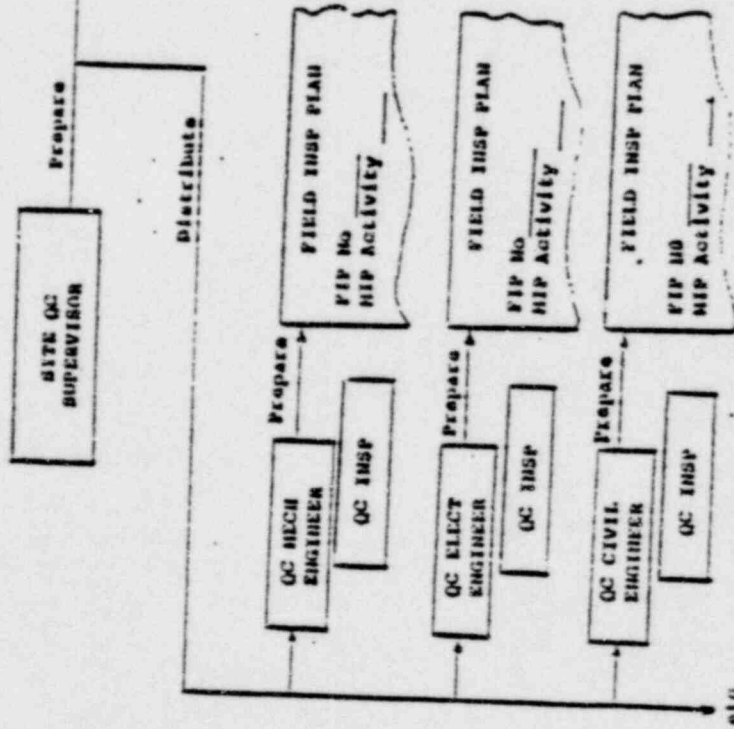 SITE QC
SUPERVISOR
Prepare
Distribute
QC MECH
ENGINEER
QC INSP
Prepare
FIELD INSP PLAN
FIP No
MIP Activity
QC ELECT
ENGINEER
QC INSP
Prepare
FIELD INSP PLAN
FIP No
MIP Activity
QC CIVIL
ENGINEER
QC INSP
Prepare
FIELD INSP PLAN
FIP No
MIP Activity
etc